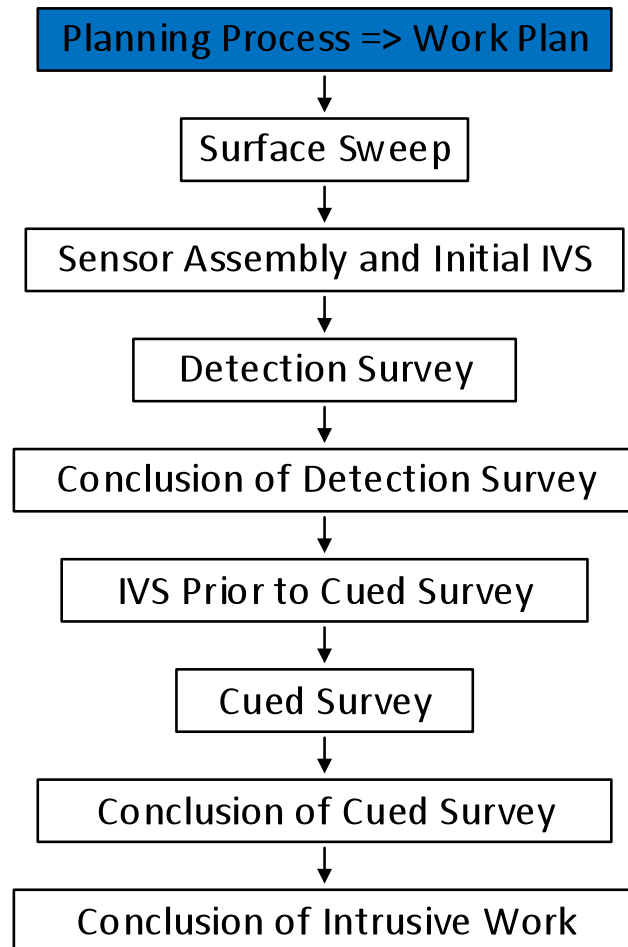 Planning Process => Work Plan
Surface Sweep
Sensor Assembly and Initial IVS
Detection Survey
Conclusion of Detection Survey
IVS Prior to Cued Survey
Cued Survey
Conclusion of Cued Survey
Conclusion of Intrusive Work